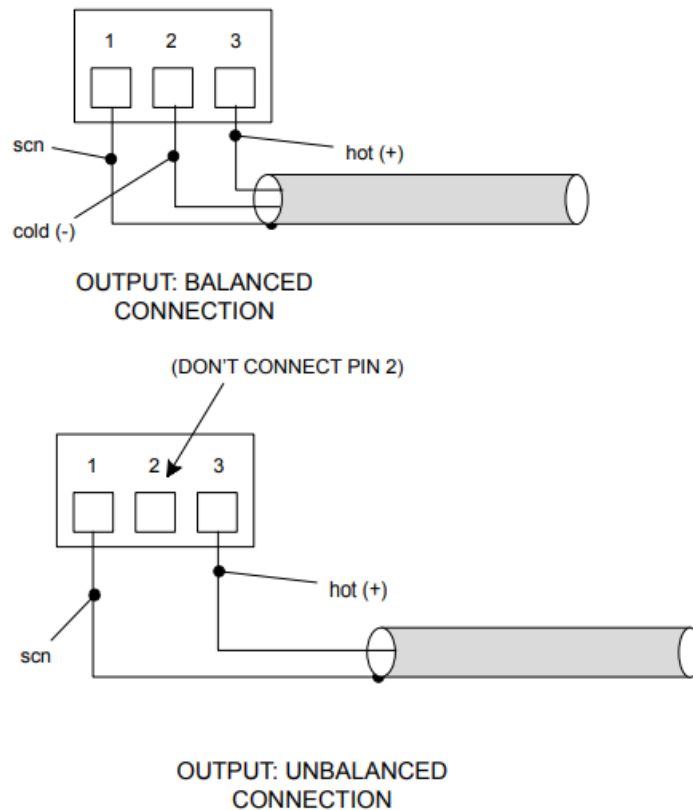 1 2 3
scn
hot (+)
cold (-)
OUTPUT: BALANCED
CONNECTION
(DON'T CONNECT PIN 2)
1 2 3
hot (+)
scn
OUTPUT: UNBALANCED
CONNECTION